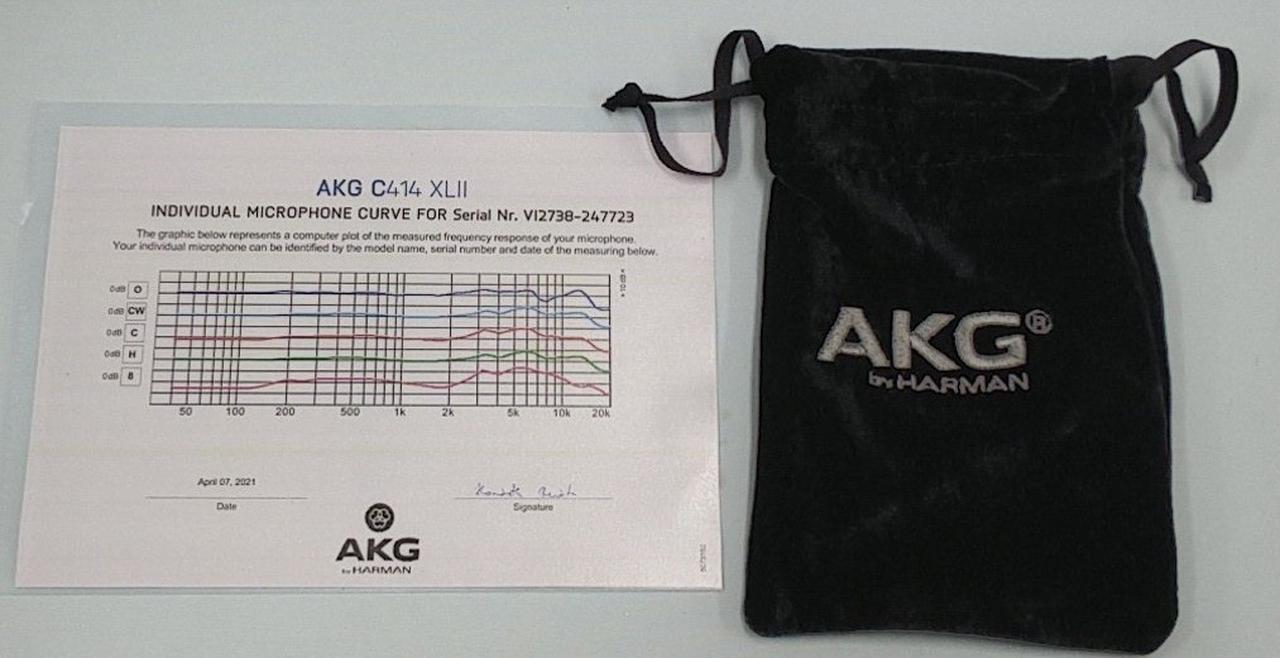 AKG C414 XLII
INDIVIDUAL MICROPHONE CURVE FOR Serial Nr. VI2738-247723
The graphic below represents a computer plot of the measured frequency response of your microphone.
Your individual microphone can be identified by the model name, serial number and date of the measuring below.
0dB O
0dB CW
0dB C
0dB H
0dB 8
50 100 200 500 1k 2k 5k 10k 20k
April 07, 2021
Date
Signature
AKG
by HARMAN
AKG®
by HARMAN